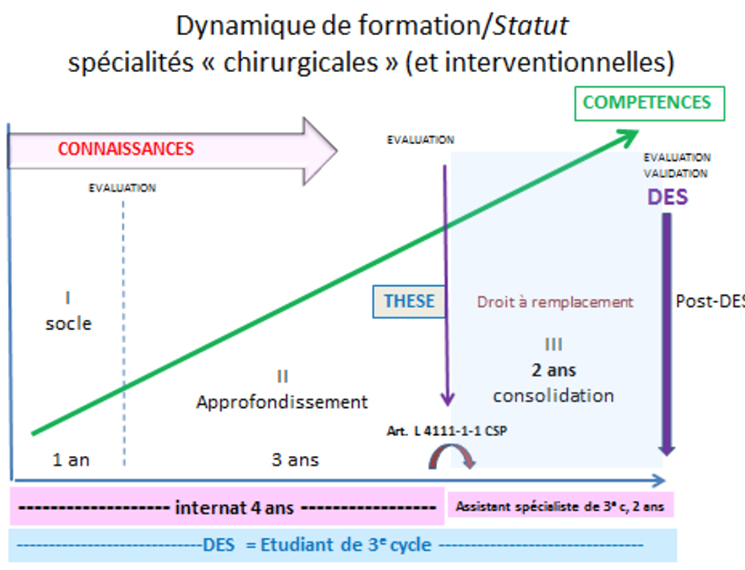 Dynamique de formation/Statut
spécialités « chirurgicales » (et interventionnelles)
COMPETENCES
CONNAISSANCES
EVALUATION
EVALUATION
EVALUATION
VALIDATION
DES
I
socle
THESE
Droit à remplacement
Post-DES
II
Approfondissement
III
2 ans
consolidation
Art. L 4111-1-1 CSP
1 an
3 ans
------------------- internat 4 ans -----------------
Assistant spécialiste de 3ᵉ c, 2 ans
---------------------------DES = Etudiant de 3ᵉ cycle ------------------------------